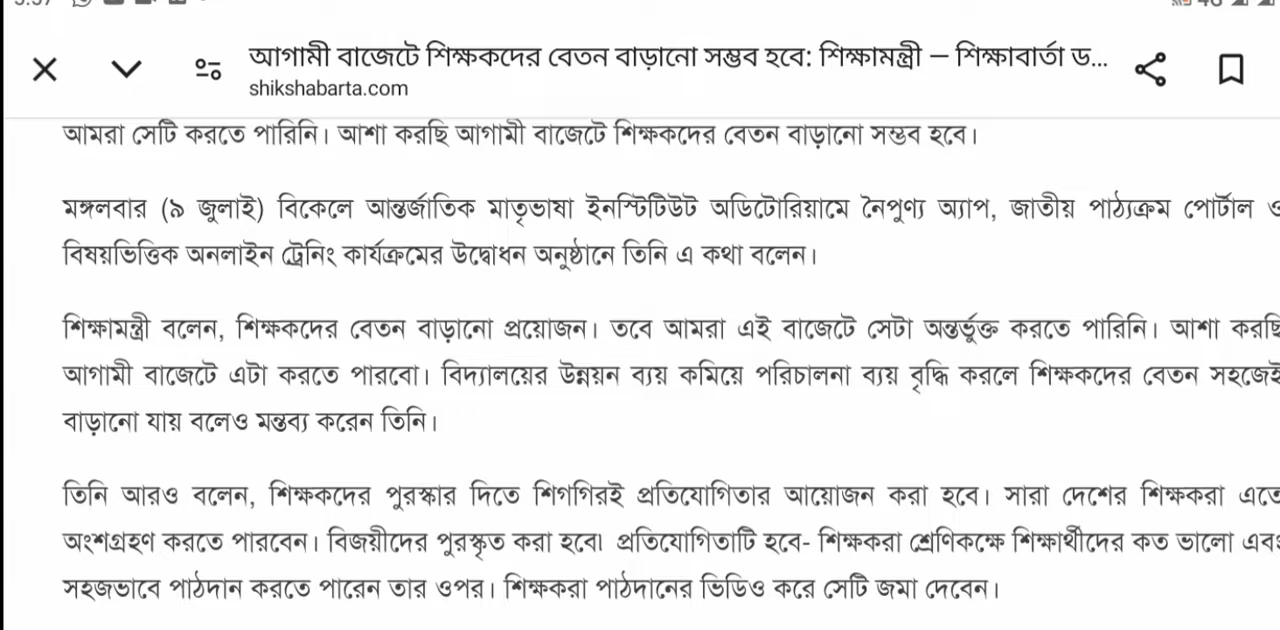 আগামী বাজেটে শিক্ষকদের বেতন বাড়ানো সম্ভব হবে: শিক্ষামন্ত্রী – শিক্ষাবার্তা ড...
shikshabarta.com
আমরা সেটি করতে পারিনি। আশা করছি আগামী বাজেটে শিক্ষকদের বেতন বাড়ানো সম্ভব হবে।
মঙ্গলবার (৯ জুলাই) বিকেলে আন্তর্জাতিক মাতৃভাষা ইনস্টিটিউট অডিটোরিয়ামে নৈপুণ্য অ্যাপ, জাতীয় পাঠ্যক্রম পোর্টাল ও
বিষয়ভিত্তিক অনলাইন ট্রেনিং কার্যক্রমের উদ্বোধন অনুষ্ঠানে তিনি এ কথা বলেন।
শিক্ষামন্ত্রী বলেন, শিক্ষকদের বেতন বাড়ানো প্রয়োজন। তবে আমরা এই বাজেটে সেটা অন্তর্ভুক্ত করতে পারিনি। আশা করছি
আগামী বাজেটে এটা করতে পারবো। বিদ্যালয়ের উন্নয়ন ব্যয় কমিয়ে পরিচালনা ব্যয় বৃদ্ধি করলে শিক্ষকদের বেতন সহজেই
বাড়ানো যায় বলেও মন্তব্য করেন তিনি।
তিনি আরও বলেন, শিক্ষকদের পুরস্কার দিতে শিগগিরই প্রতিযোগিতার আয়োজন করা হবে। সারা দেশের শিক্ষকরা এতে
অংশগ্রহণ করতে পারবেন। বিজয়ীদের পুরস্কৃত করা হবে৷ প্রতিযোগিতাটি হবে- শিক্ষকরা শ্রেণিকক্ষে শিক্ষার্থীদের কত ভালো এবং
সহজভাবে পাঠদান করতে পারেন তার ওপর। শিক্ষকরা পাঠদানের ভিডিও করে সেটি জমা দেবেন।